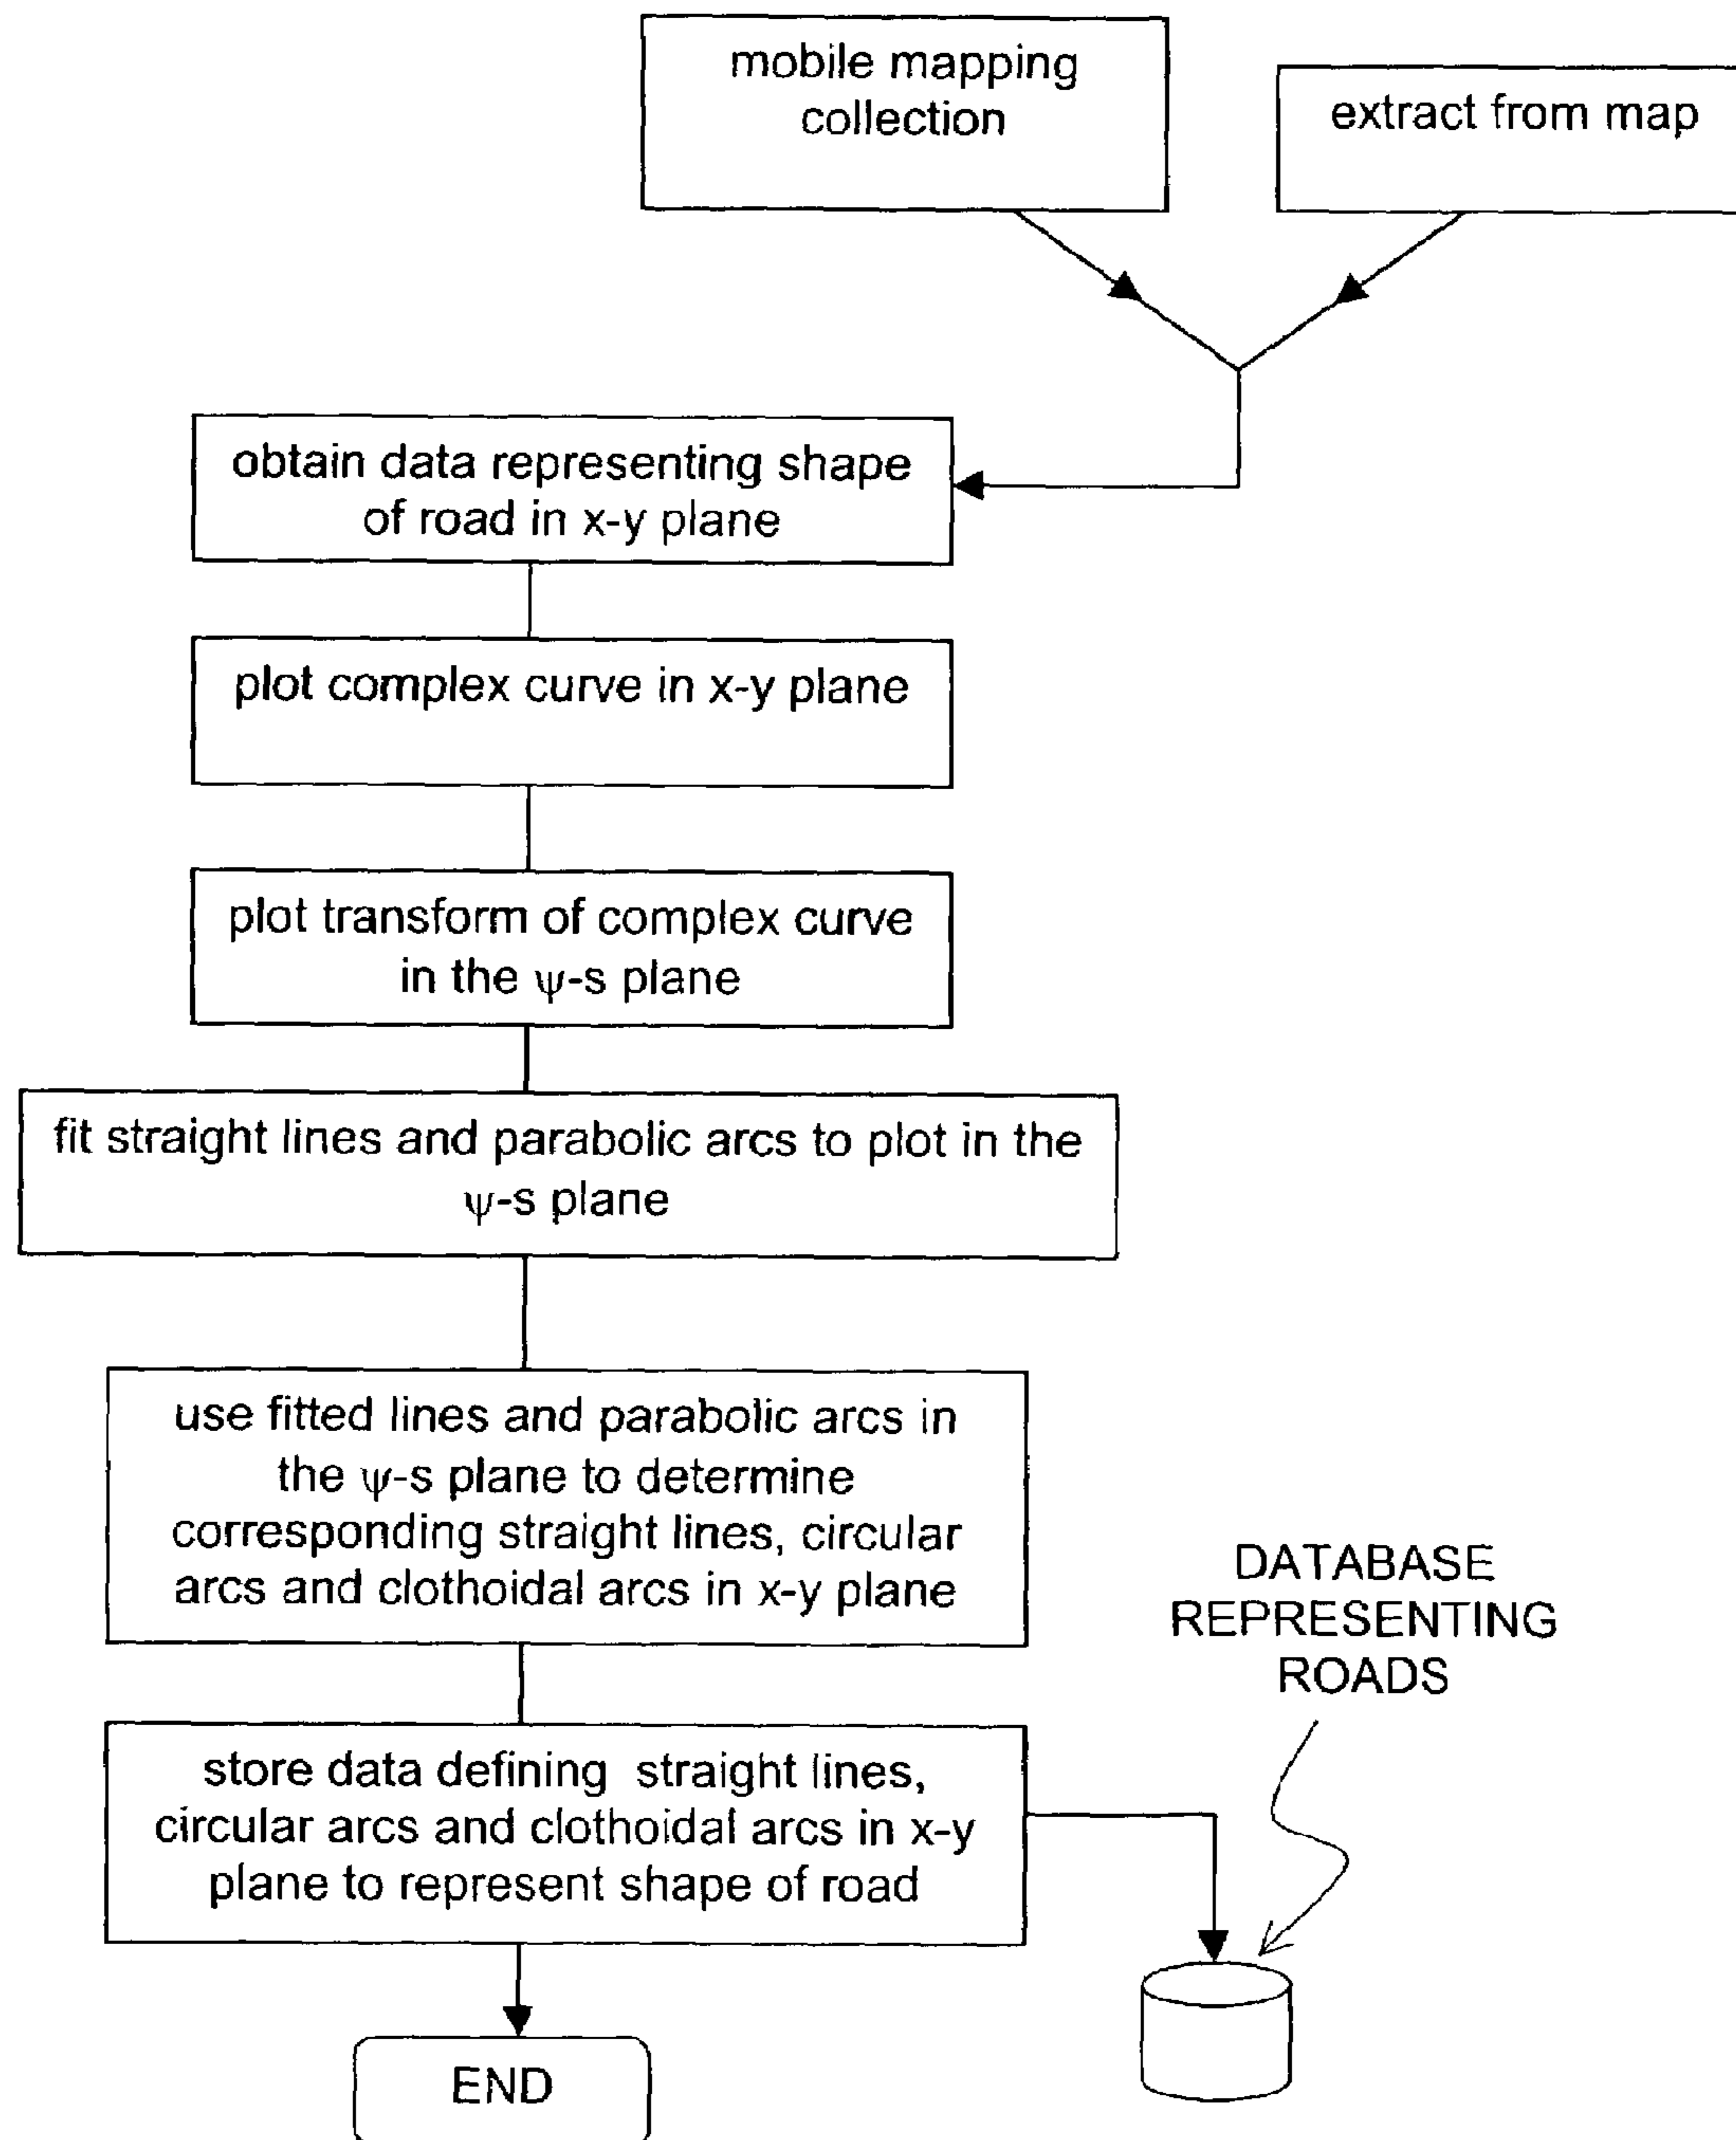 mobile mapping
collection
extract from map
obtain data representing shape
of road in x-y plane
plot complex curve in x-y plane
plot transform of complex curve
in the ψ-s plane
fit straight lines and parabolic arcs to plot in the
ψ-s plane
use fitted lines and parabolic arcs in
the ψ-s plane to determine
corresponding straight lines, circular
arcs and clothoidal arcs in x-y plane
DATABASE
REPRESENTING
ROADS
store data defining straight lines,
circular arcs and clothoidal arcs in x-y
plane to represent shape of road
END